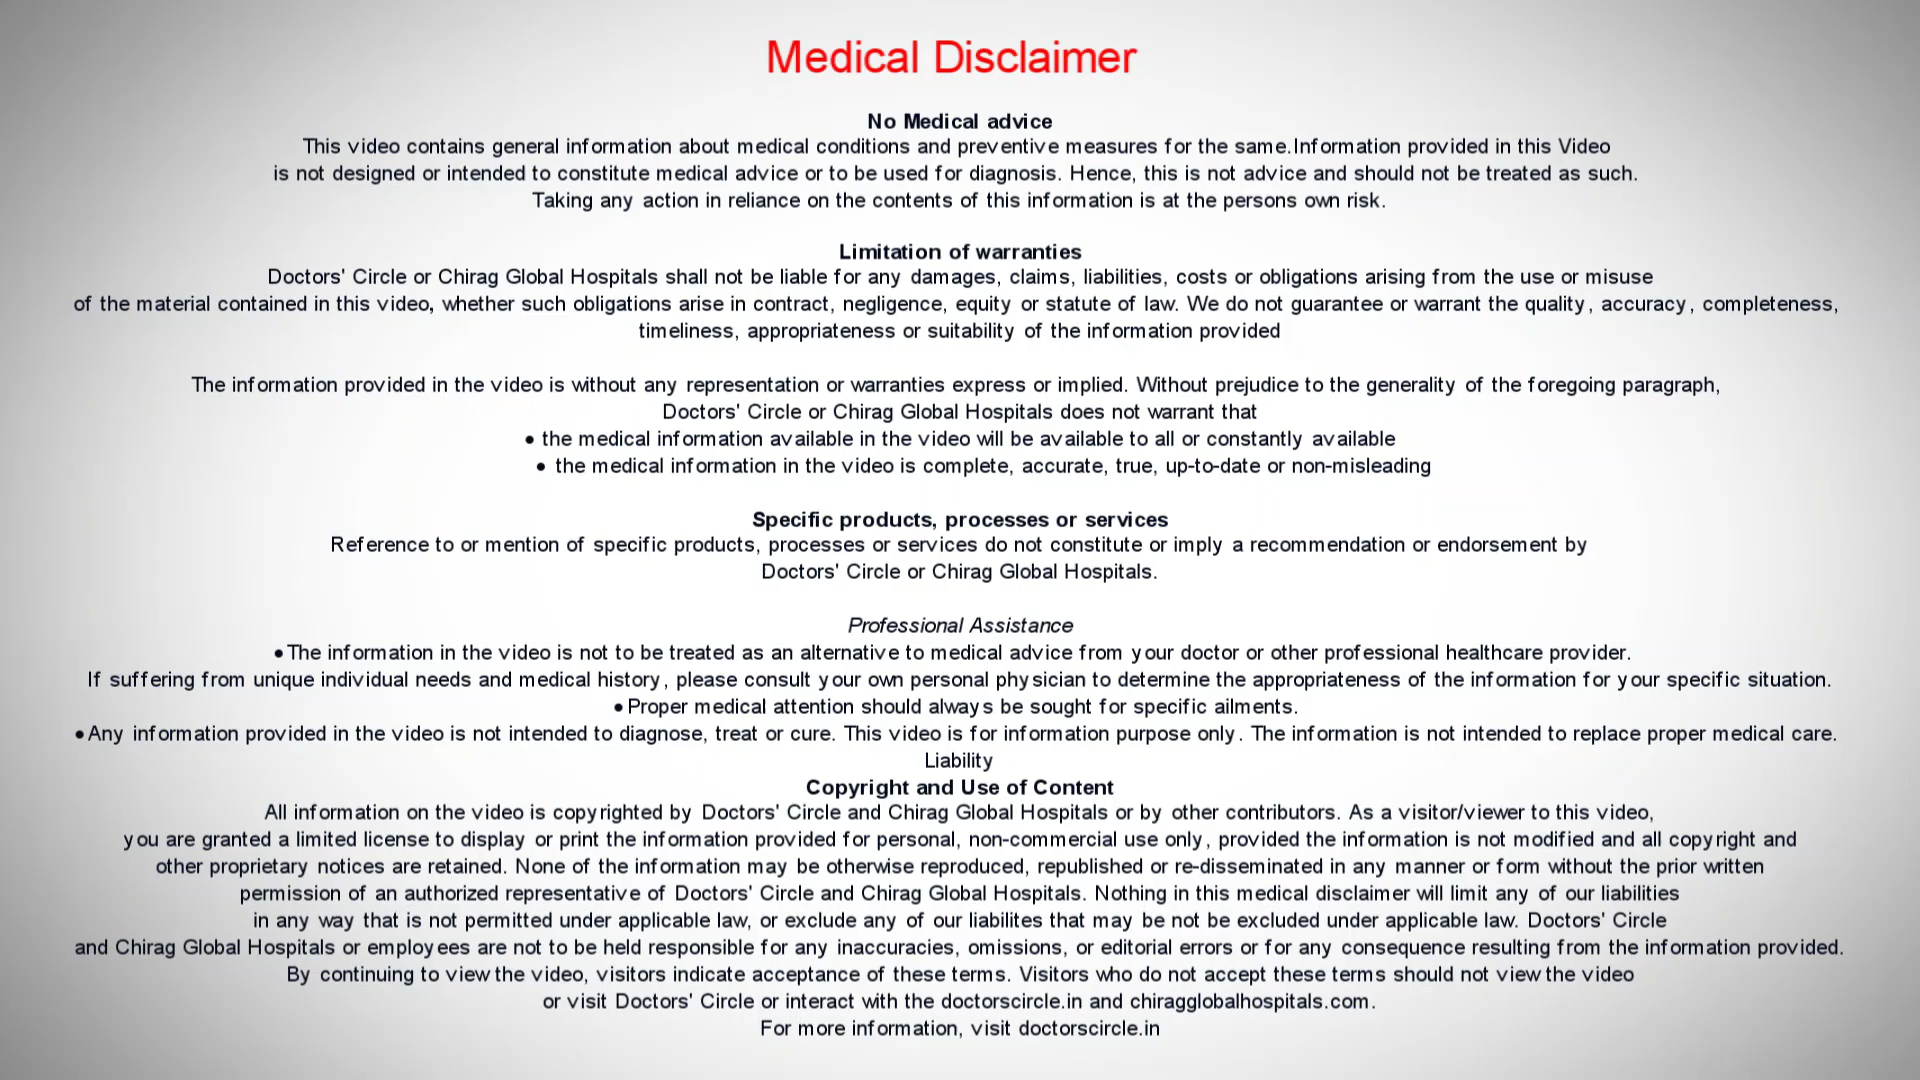 Medical Disclaimer
No Medical advice
This video contains general information about medical conditions and preventive measures for the same.Information provided in this Video
is not designed or intended to constitute medical advice or to be used for diagnosis. Hence, this is not advice and should not be treated as such.
Taking any action in reliance on the contents of this information is at the persons own risk.
Limitation of warranties
Doctors' Circle or Chirag Global Hospitals shall not be liable for any damages, claims, liabilities, costs or obligations arising from the use or misuse
of the material contained in this video, whether such obligations arise in contract, negligence, equity or statute of law. We do not guarantee or warrant the quality, accuracy, completeness,
timeliness, appropriateness or suitability of the information provided
The information provided in the video is without any representation or warranties express or implied. Without prejudice to the generality of the foregoing paragraph,
Doctors' Circle or Chirag Global Hospitals does not warrant that
• the medical information available in the video will be available to all or constantly available
• the medical information in the video is complete, accurate, true, up-to-date or non-misleading
Specific products, processes or services
Reference to or mention of specific products, processes or services do not constitute or imply a recommendation or endorsement by
Doctors' Circle or Chirag Global Hospitals.
Professional Assistance
•The information in the video is not to be treated as an alternative to medical advice from your doctor or other professional healthcare provider.
If suffering from unique individual needs and medical history, please consult your own personal physician to determine the appropriateness of the information for your specific situation.
•Proper medical attention should always be sought for specific ailments.
•Any information provided in the video is not intended to diagnose, treat or cure. This video is for information purpose only. The information is not intended to replace proper medical care.
Liability
Copyright and Use of Content
All information on the video is copyrighted by Doctors' Circle and Chirag Global Hospitals or by other contributors. As a visitor/viewer to this video,
you are granted a limited license to display or print the information provided for personal, non-commercial use only, provided the information is not modified and all copyright and
other proprietary notices are retained. None of the information may be otherwise reproduced, republished or re-disseminated in any manner or form without the prior written
permission of an authorized representative of Doctors' Circle and Chirag Global Hospitals. Nothing in this medical disclaimer will limit any of our liabilities
in any way that is not permitted under applicable law, or exclude any of our liabilites that may be not be excluded under applicable law. Doctors' Circle
and Chirag Global Hospitals or employees are not to be held responsible for any inaccuracies, omissions, or editorial errors or for any consequence resulting from the information provided.
By continuing to view the video, visitors indicate acceptance of these terms. Visitors who do not accept these terms should not view the video
or visit Doctors' Circle or interact with the doctorscircle.in and chiragglobalhospitals.com.
For more information, visit doctorscircle.in